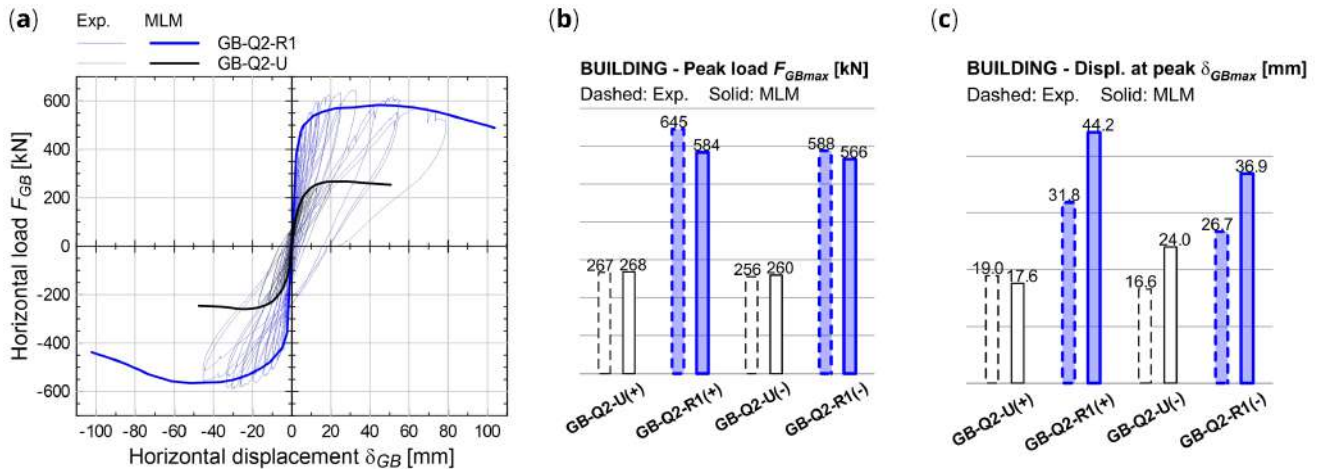 (a)
Exp. MLM
GB-Q2-R1
GB-Q2-U
Horizontal load F_GB [kN]
600
400
200
0
-200
-400
-600
-100 -80 -60 -40 -20 0 20 40 60 80 100
Horizontal displacement δ_GB [mm]
(b)
BUILDING - Peak load F_GBmax [kN]
Dashed: Exp. Solid: MLM
267 268 645 584 256 260 588 566
GB-Q2-U(+) GB-Q2-R1(+) GB-Q2-U(-) GB-Q2-R1(-)
(c)
BUILDING - Displ. at peak δ_GBmax [mm]
Dashed: Exp. Solid: MLM
19.0 17.6 31.8 44.2 16.6 24.0 26.7 36.9
GB-Q2-U(+) GB-Q2-R1(+) GB-Q2-U(-) GB-Q2-R1(-)